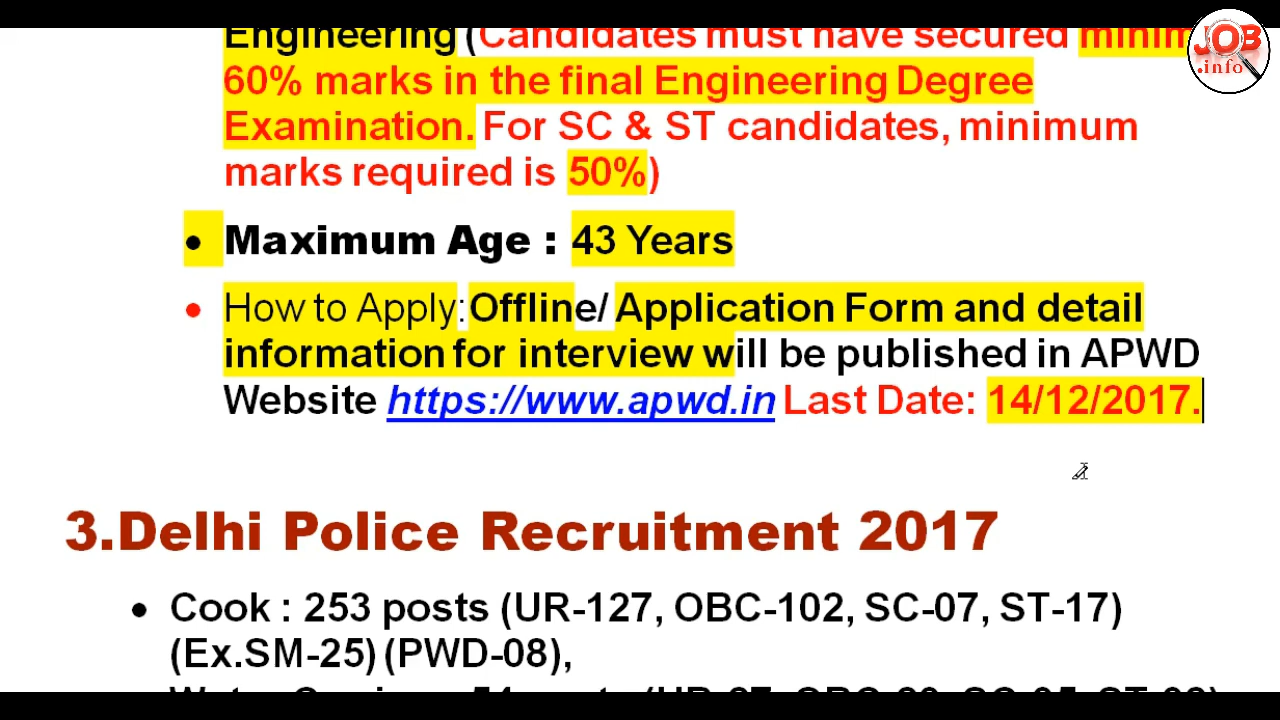 JOB
.info
Engineering (Candidates must have secured
60% marks in the final Engineering Degree
Examination. For SC & ST candidates, minimum
marks required is 50%)
• Maximum Age : 43 Years
• How to Apply: Offline/ Application Form and detail
information for interview will be published in APWD
Website https://www.apwd.in Last Date: 14/12/2017.
3.Delhi Police Recruitment 2017
• Cook : 253 posts (UR-127, OBC-102, SC-07, ST-17)
(Ex.SM-25) (PWD-08),